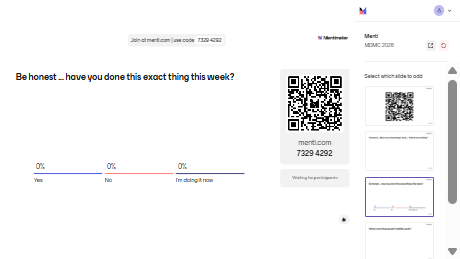 Join at menti.com | use code 7329 4292
Mentimeter
Be honest ... have you done this exact thing this week?
menti.com
7329 4292
Waiting for participants
0%
0%
0%
Yes
No
I'm doing it now
Menti
MDMC 2026
Select which slide to add